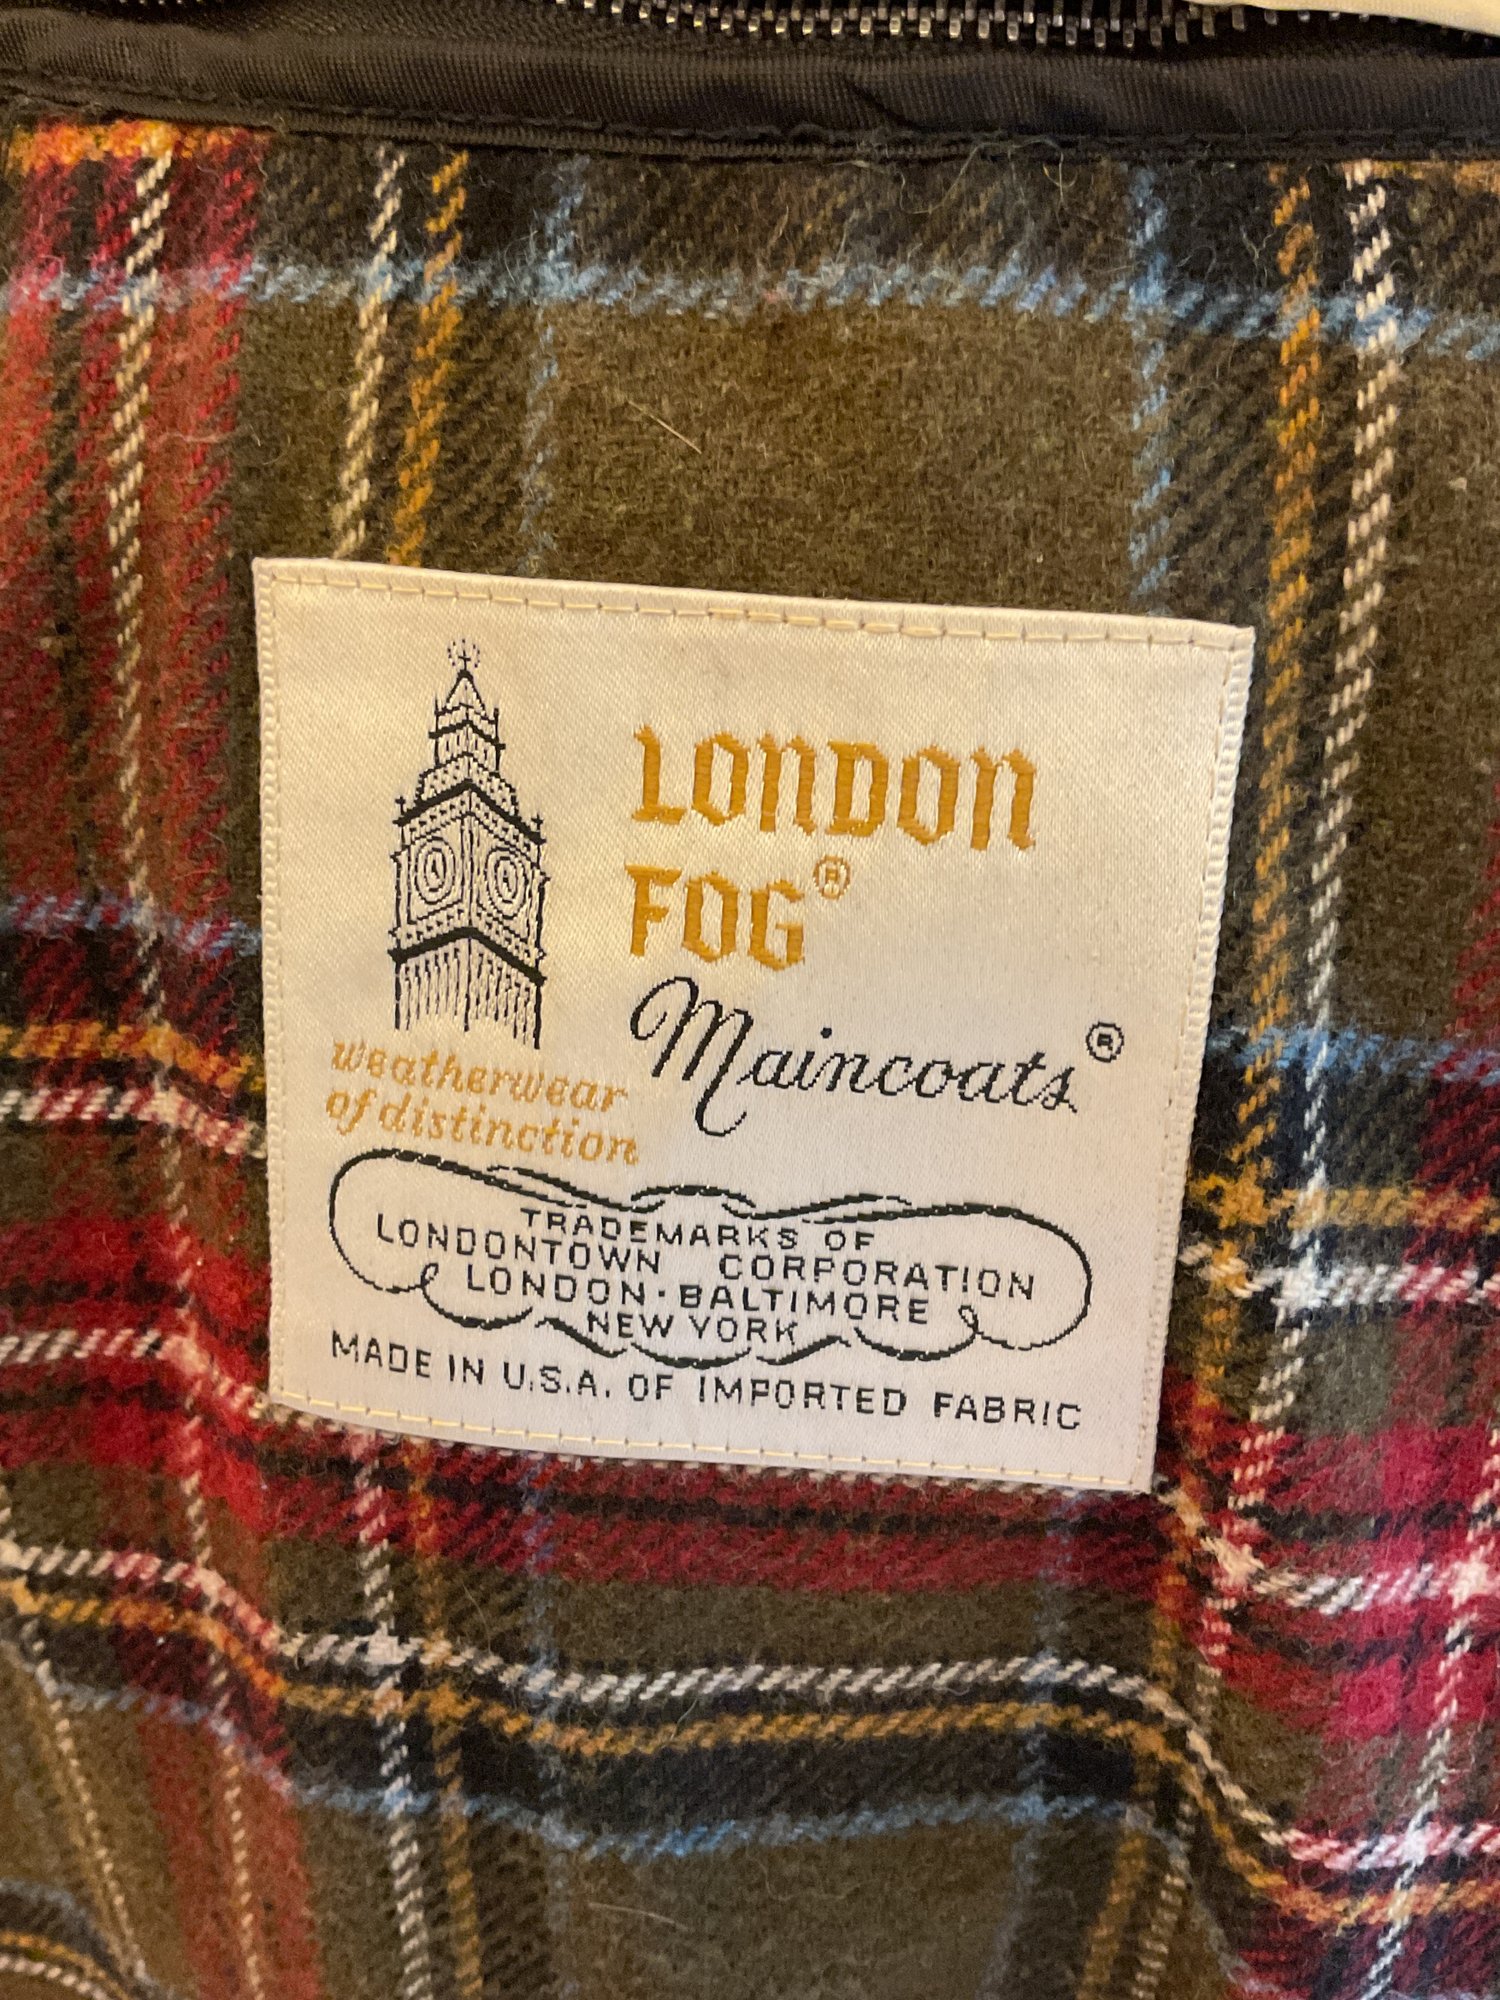 LONDON
FOG®
Maincoats®
weatherwear
of distinction
TRADEMARKS OF
LONDONTOWN CORPORATION
LONDON · BALTIMORE
NEW YORK
MADE IN U.S.A. OF IMPORTED FABRIC